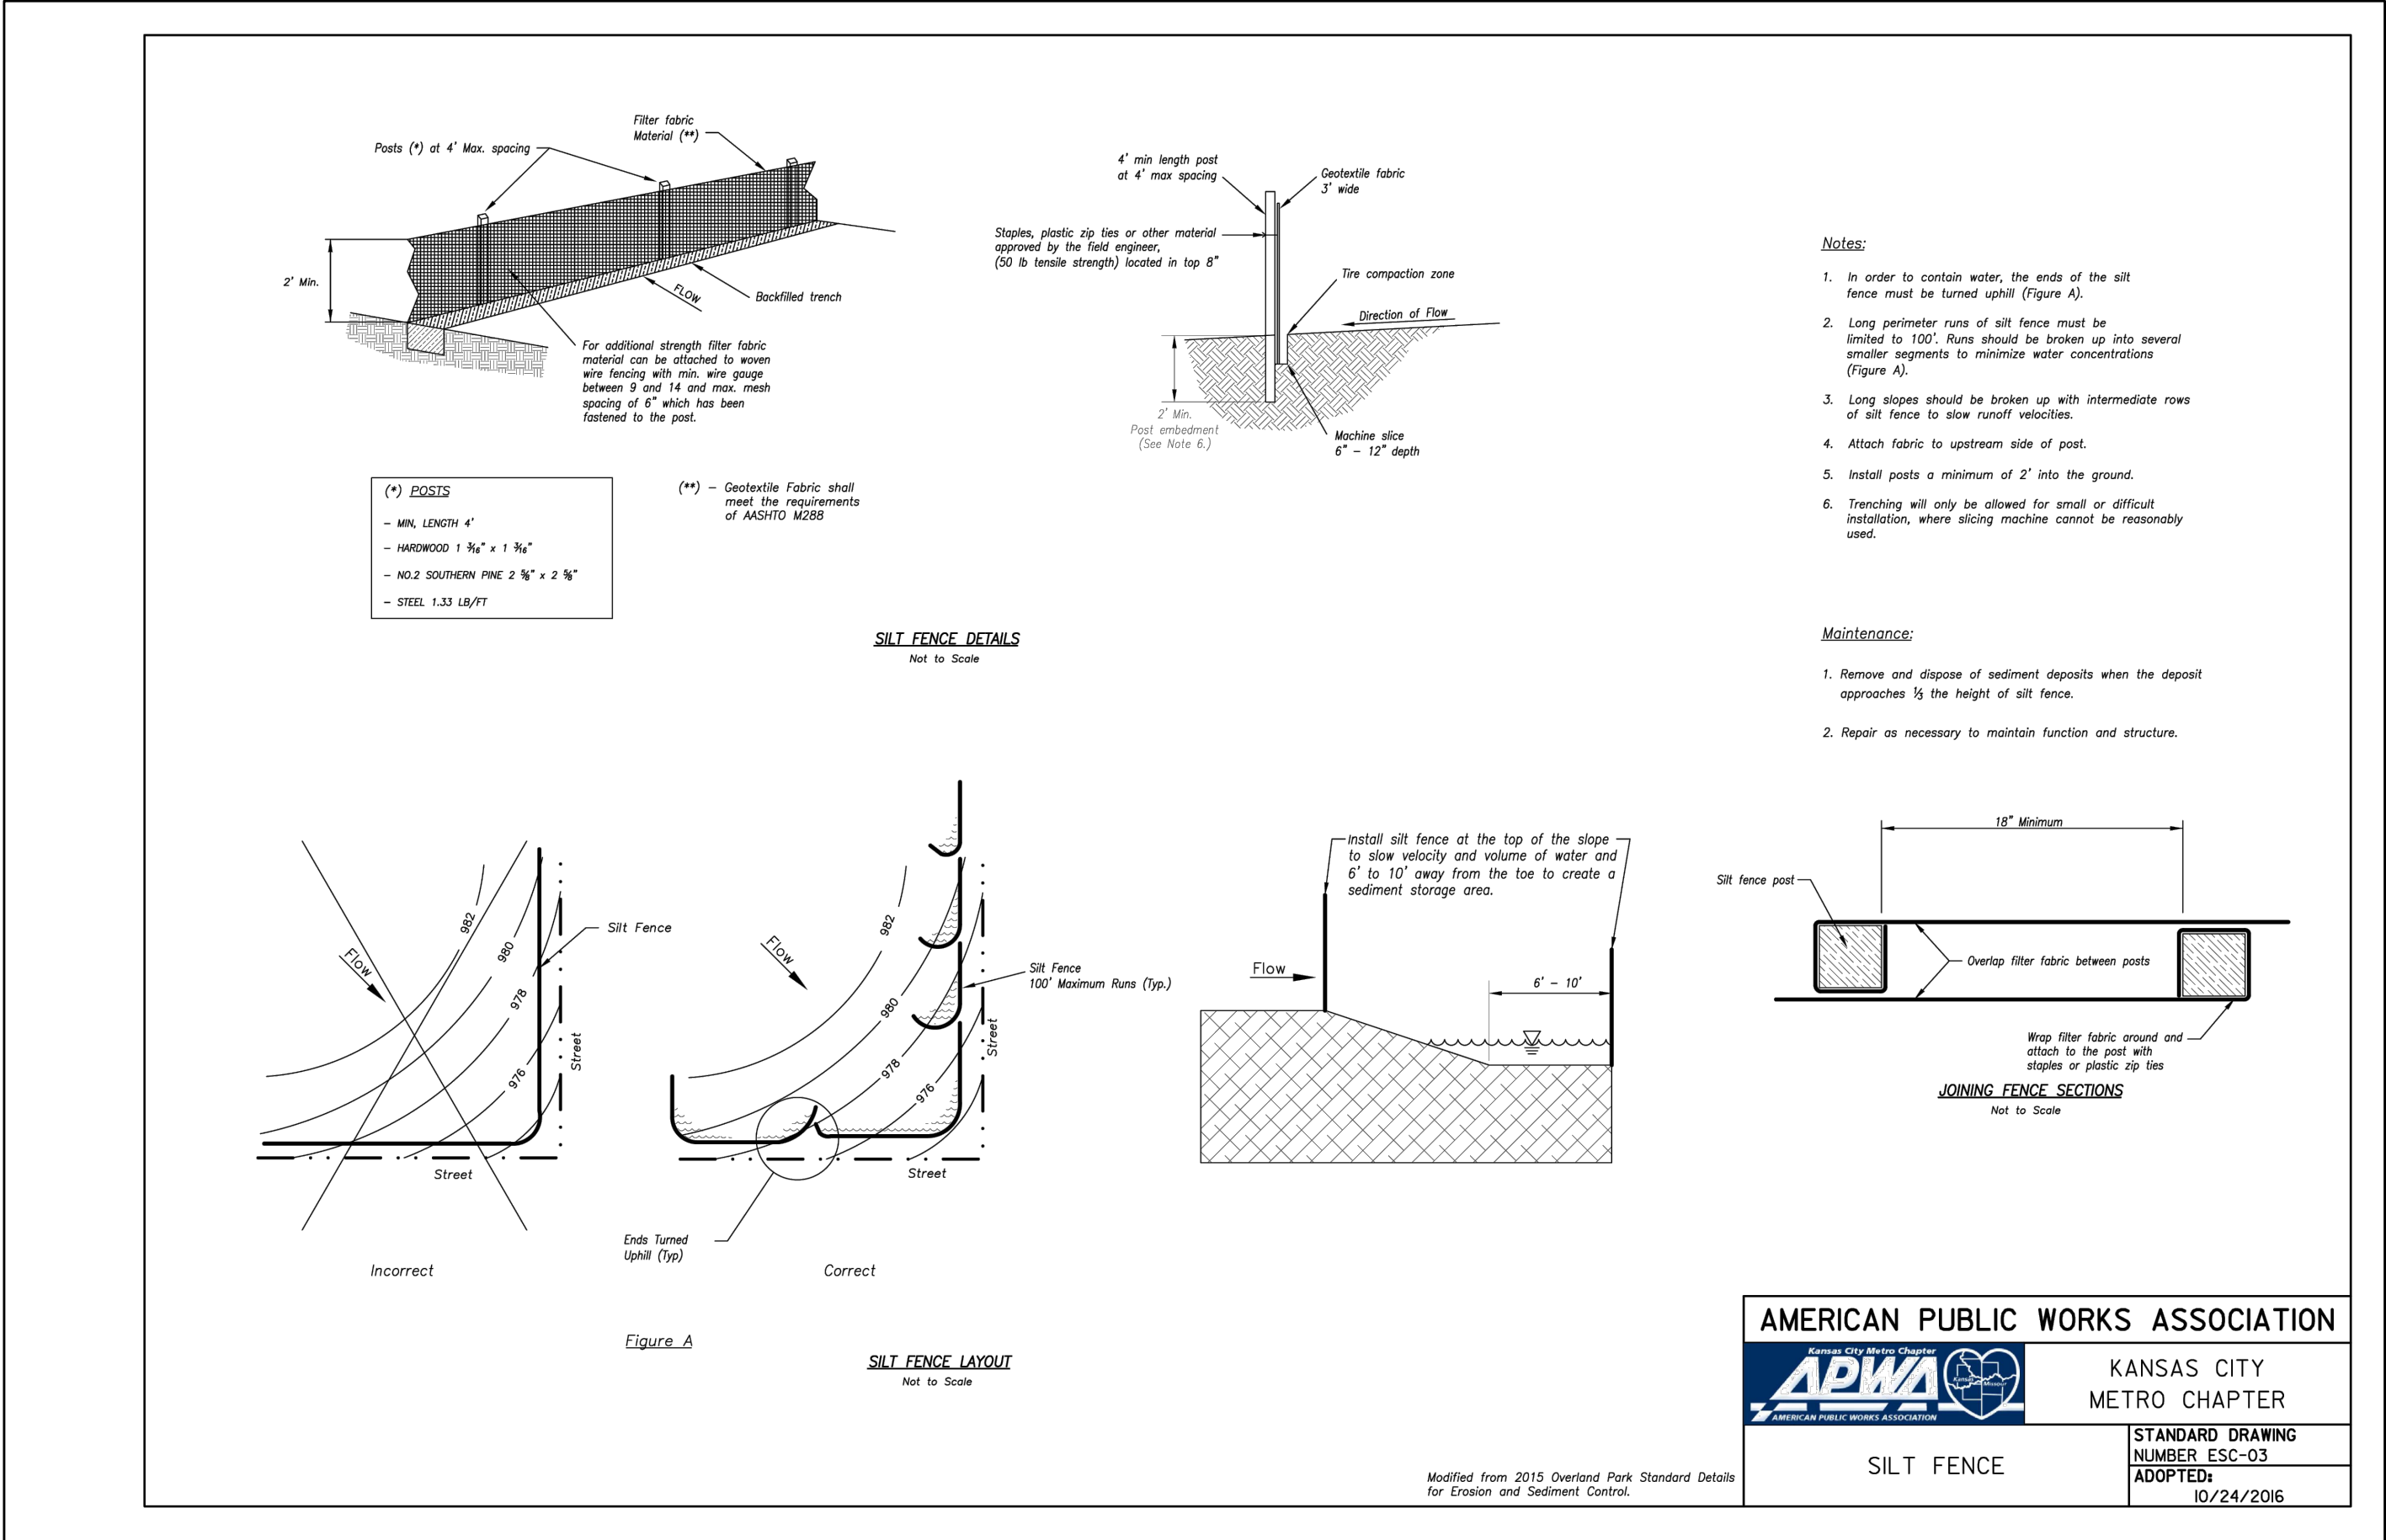 Filter fabric
Material (**)
Posts (*) at 4' Max. spacing
2' Min.
FLOW
Backfilled trench
For additional strength filter fabric
material can be attached to woven
wire fencing with min. wire gauge
between 9 and 14 and max. mesh
spacing of 6" which has been
fastened to the post.
4' min length post
at 4' max spacing
Geotextile fabric
3' wide
Staples, plastic zip ties or other material
approved by the field engineer,
(50 lb tensile strength) located in top 8"
Tire compaction zone
Direction of Flow
2' Min.
Post embedment
(See Note 6.)
Machine slice
6" – 12" depth
(*) POSTS
– MIN, LENGTH 4'
– HARDWOOD 1 3/16" x 1 3/16"
– NO.2 SOUTHERN PINE 2 5/8" x 2 5/8"
– STEEL 1.33 LB/FT
(**) – Geotextile Fabric shall
meet the requirements
of AASHTO M288
SILT FENCE DETAILS
Not to Scale
Notes:
1. In order to contain water, the ends of the silt
fence must be turned uphill (Figure A).
2. Long perimeter runs of silt fence must be
limited to 100'. Runs should be broken up into several
smaller segments to minimize water concentrations
(Figure A).
3. Long slopes should be broken up with intermediate rows
of silt fence to slow runoff velocities.
4. Attach fabric to upstream side of post.
5. Install posts a minimum of 2' into the ground.
6. Trenching will only be allowed for small or difficult
installation, where slicing machine cannot be reasonably
used.
Maintenance:
1. Remove and dispose of sediment deposits when the deposit
approaches 1/3 the height of silt fence.
2. Repair as necessary to maintain function and structure.
Flow
982
980
978
976
Silt Fence
Street
Street
Incorrect
Flow
982
980
978
976
Silt Fence
100' Maximum Runs (Typ.)
Street
Street
Ends Turned
Uphill (Typ)
Correct
Figure A
SILT FENCE LAYOUT
Not to Scale
Install silt fence at the top of the slope
to slow velocity and volume of water and
6' to 10' away from the toe to create a
sediment storage area.
Flow
6' – 10'
18" Minimum
Silt fence post
Overlap filter fabric between posts
Wrap filter fabric around and
attach to the post with
staples or plastic zip ties
JOINING FENCE SECTIONS
Not to Scale
Modified from 2015 Overland Park Standard Details
for Erosion and Sediment Control.
AMERICAN PUBLIC WORKS ASSOCIATION
Kansas City Metro Chapter
APWA
Kansas
Missouri
AMERICAN PUBLIC WORKS ASSOCIATION
KANSAS CITY
METRO CHAPTER
SILT FENCE
STANDARD DRAWING
NUMBER ESC-03
ADOPTED:
10/24/2016